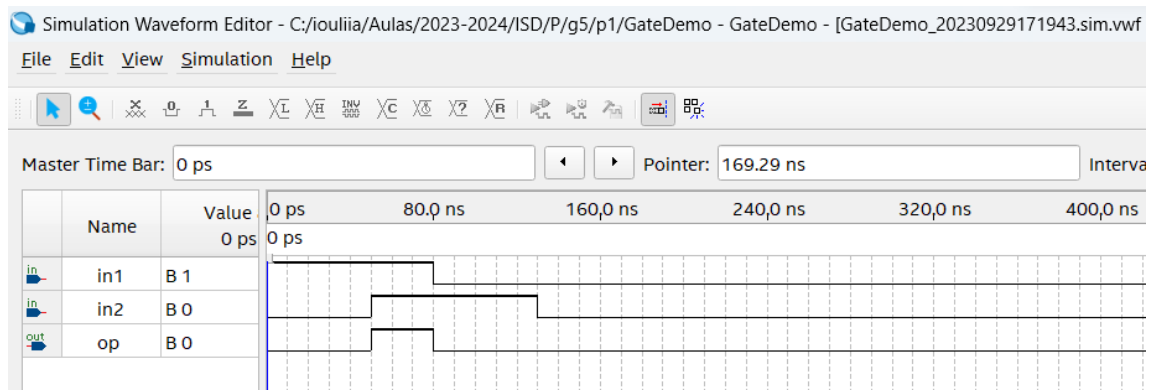 Simulation Waveform Editor - C:/iouliia/Aulas/2023-2024/ISD/P/g5/p1/GateDemo - GateDemo - [GateDemo_20230929171943.sim.vwf
File Edit View Simulation Help
Master Time Bar: 0 ps Pointer: 169.29 ns Interva
Name Value 0 ps 80.0 ns 160,0 ns 240,0 ns 320,0 ns 400,0 ns
0 ps 0 ps
in in1 B 1
in in2 B 0
out op B 0